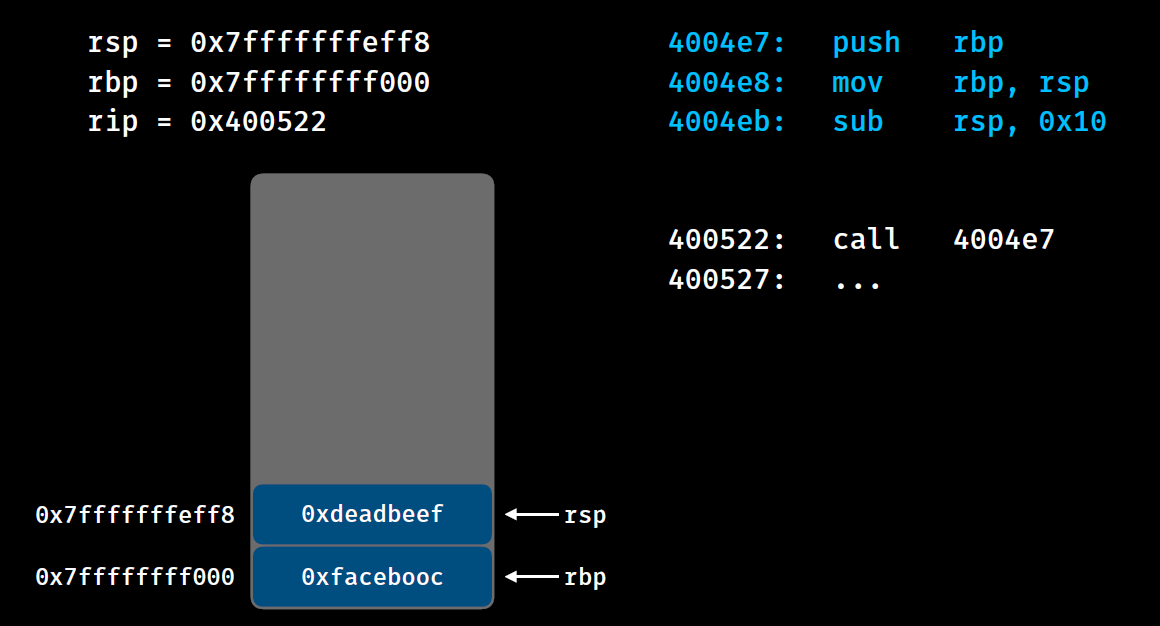 rsp = 0x7fffffffeff8
rbp = 0x7ffffffff000
rip = 0x400522
4004e7: push rbp
4004e8: mov rbp, rsp
4004eb: sub rsp, 0x10
400522: call 4004e7
400527: ...
0x7fffffffeff8 0xdeadbeef rsp
0x7ffffffff000 0xfacebooc rbp